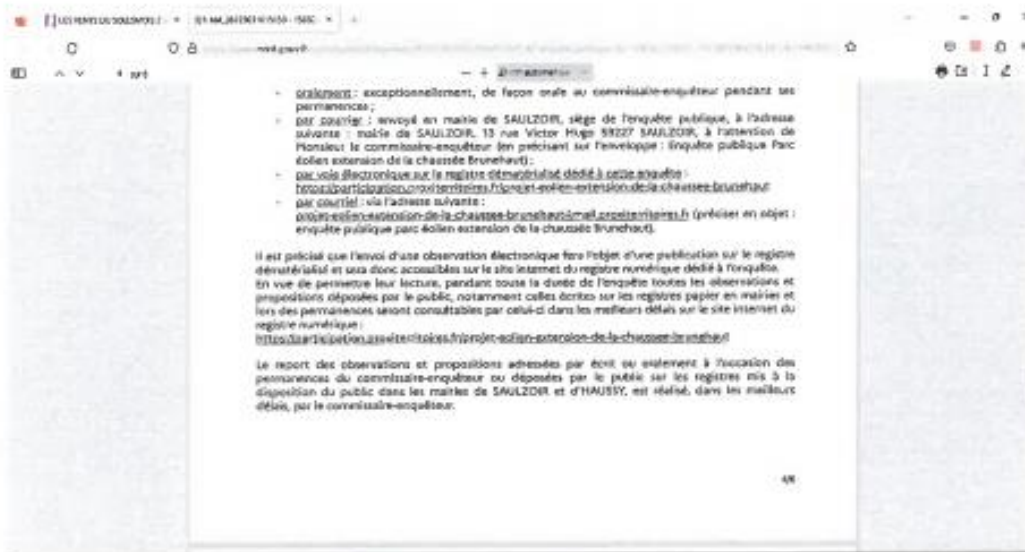 - oralement : exceptionnellement, de façon orale au commissaire-enquêteur pendant ses
permanences ;
- par courrier : envoyé en mairie de SAULZOIR, siège de l'enquête publique, à l'adresse
suivante : mairie de SAULZOIR, 13 rue Victor Hugo 59227 SAULZOIR, à l'attention de
Monsieur le commissaire-enquêteur (en précisant sur l'enveloppe : Enquête publique Parc
éolien extension de la chaussée Brunehaut) ;
- par voie électronique sur le registre dématérialisé dédié à cette enquête :
https://participation.proxiterritoires.fr/projet-eolien-extension-de-la-chaussee-brunehaut
- par courriel : via l'adresse suivante :
projet-eolien-extension-de-la-chaussee-brunehaut@mail.proxiterritoires.fr (préciser en objet :
enquête publique parc éolien extension de la chaussée Brunehaut).
Il est précisé que l'envoi d'une observation électronique fera l'objet d'une publication sur le registre
dématérialisé et sera donc accessibles sur le site internet du registre numérique dédié à l'enquête.
En vue de permettre leur lecture, pendant toute la durée de l'enquête toutes les observations et
propositions déposées par le public, notamment celles écrites sur les registres papier en mairies et
lors des permanences seront consultables par celui-ci dans les meilleurs délais sur le site internet du
registre numérique :
https://participation.proxiterritoires.fr/projet-eolien-extension-de-la-chaussee-brunehaut
Le report des observations et propositions adressées par écrit ou oralement à l'occasion des
permanences du commissaire-enquêteur ou déposées par le public sur les registres mis à la
disposition du public dans les mairies de SAULZOIR et d'HAUSSY, est réalisé, dans les meilleurs
délais, par le commissaire-enquêteur.